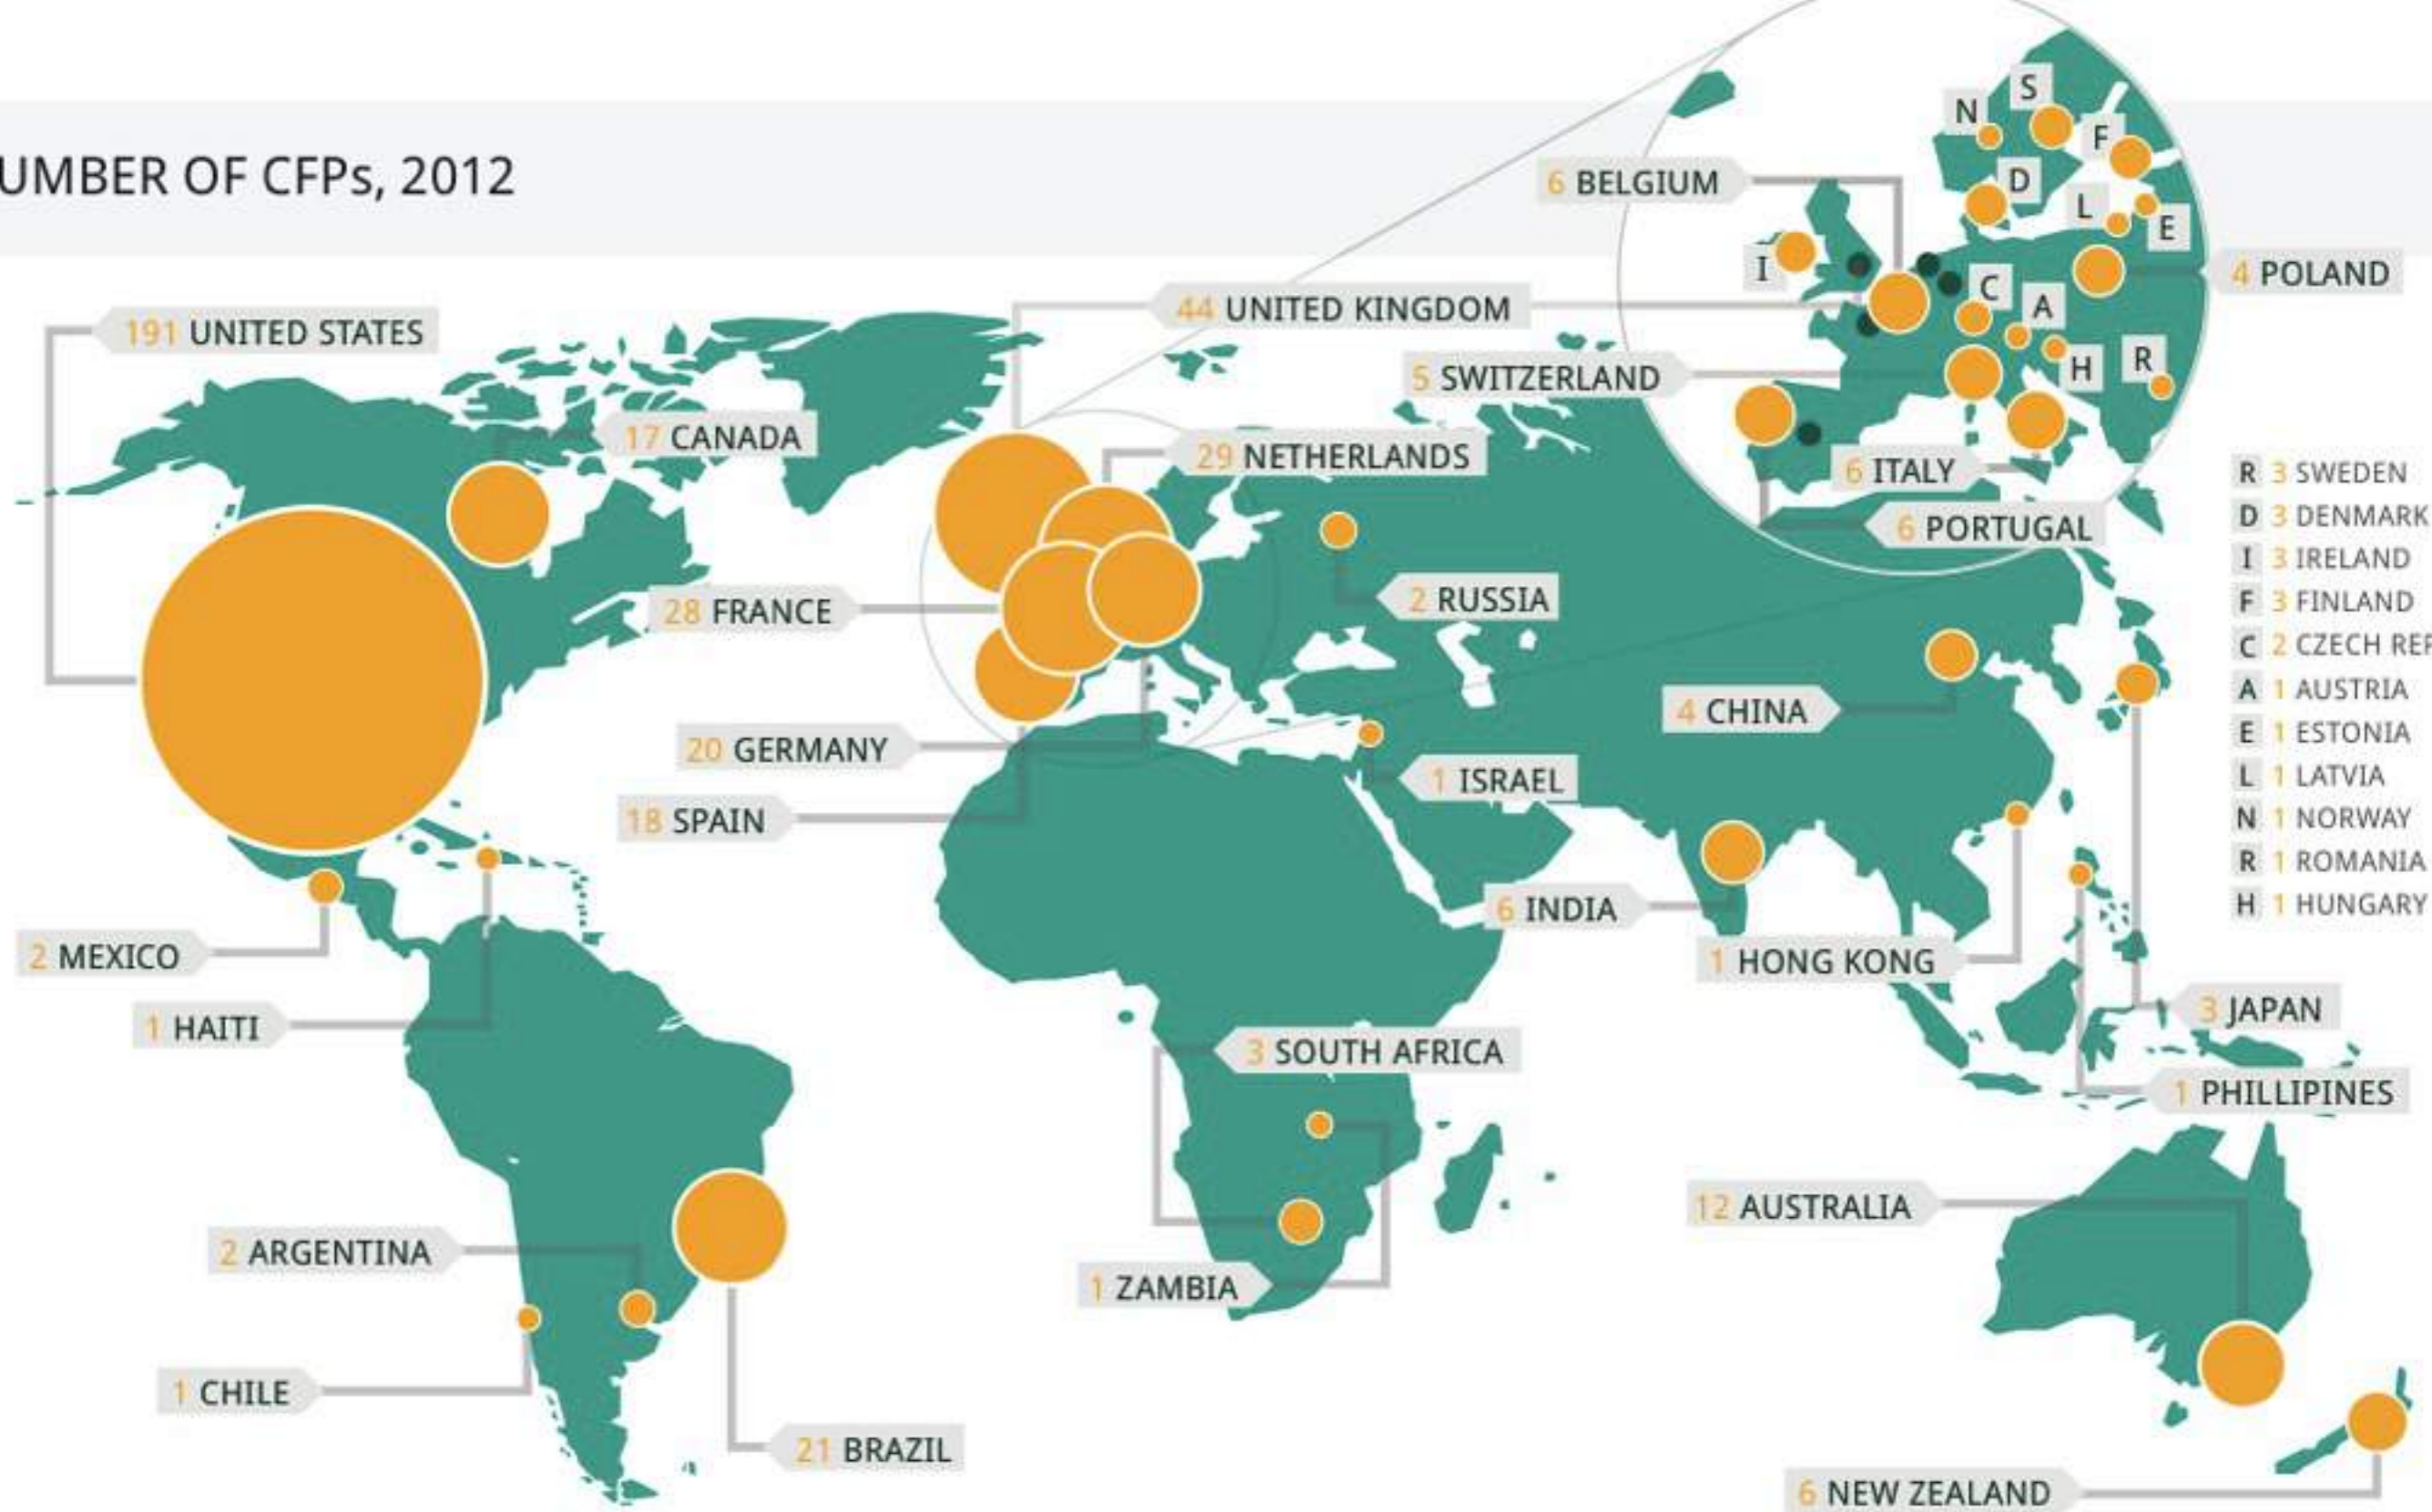 UMBER OF CFPs, 2012
N
S
F
D
L
E
I
C
A
H
R
6 BELGIUM
4 POLAND
44 UNITED KINGDOM
191 UNITED STATES
5 SWITZERLAND
17 CANADA
29 NETHERLANDS
6 ITALY
6 PORTUGAL
28 FRANCE
2 RUSSIA
4 CHINA
20 GERMANY
1 ISRAEL
18 SPAIN
6 INDIA
2 MEXICO
1 HONG KONG
1 HAITI
3 JAPAN
3 SOUTH AFRICA
1 PHILLIPINES
12 AUSTRALIA
2 ARGENTINA
1 ZAMBIA
1 CHILE
21 BRAZIL
6 NEW ZEALAND
R 3 SWEDEN
D 3 DENMARK
I 3 IRELAND
F 3 FINLAND
C 2 CZECH REP
A 1 AUSTRIA
E 1 ESTONIA
L 1 LATVIA
N 1 NORWAY
R 1 ROMANIA
H 1 HUNGARY